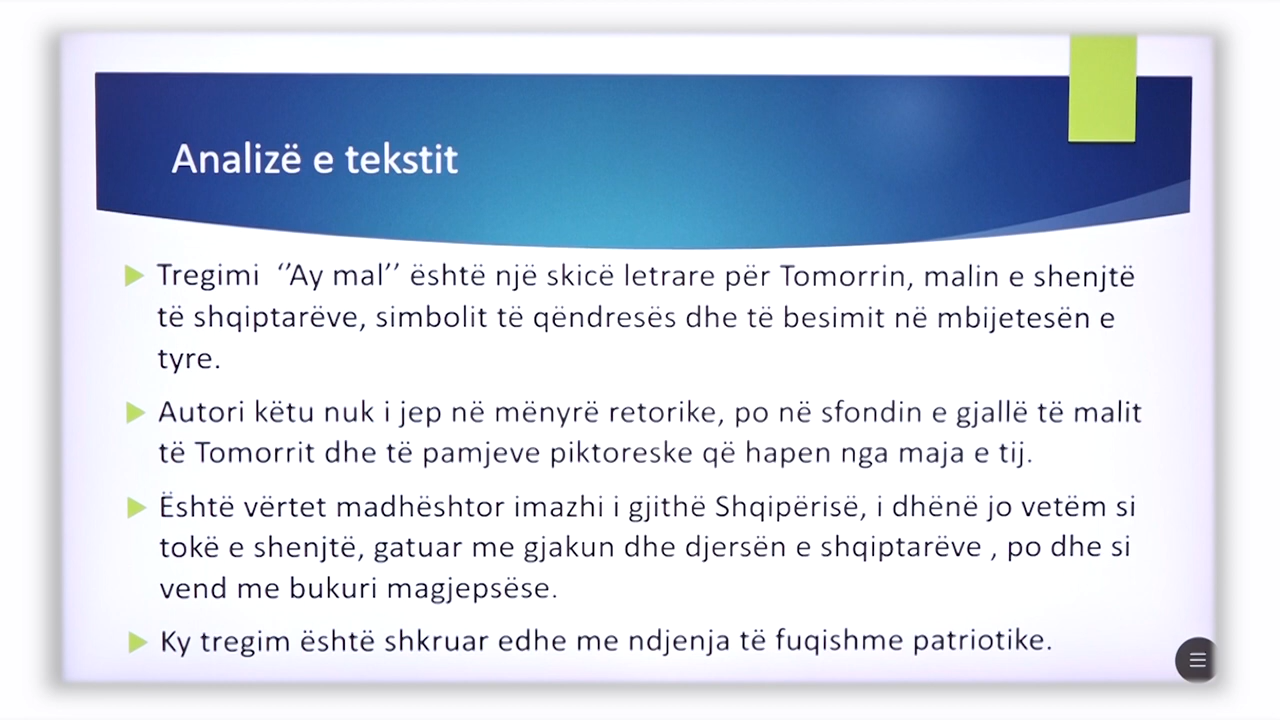 Analizë e tekstit
Tregimi ‘’Ay mal’’ është një skicë letrare për Tomorrin, malin e shenjtë
të shqiptarëve, simbolit të qëndresës dhe të besimit në mbijetesën e
tyre.
Autori këtu nuk i jep në mënyrë retorike, po në sfondin e gjallë të malit
të Tomorrit dhe të pamjeve piktoreske që hapen nga maja e tij.
Është vërtet madhështor imazhi i gjithë Shqipërisë, i dhënë jo vetëm si
tokë e shenjtë, gatuar me gjakun dhe djersën e shqiptarëve , po dhe si
vend me bukuri magjepsëse.
Ky tregim është shkruar edhe me ndjenja të fuqishme patriotike.